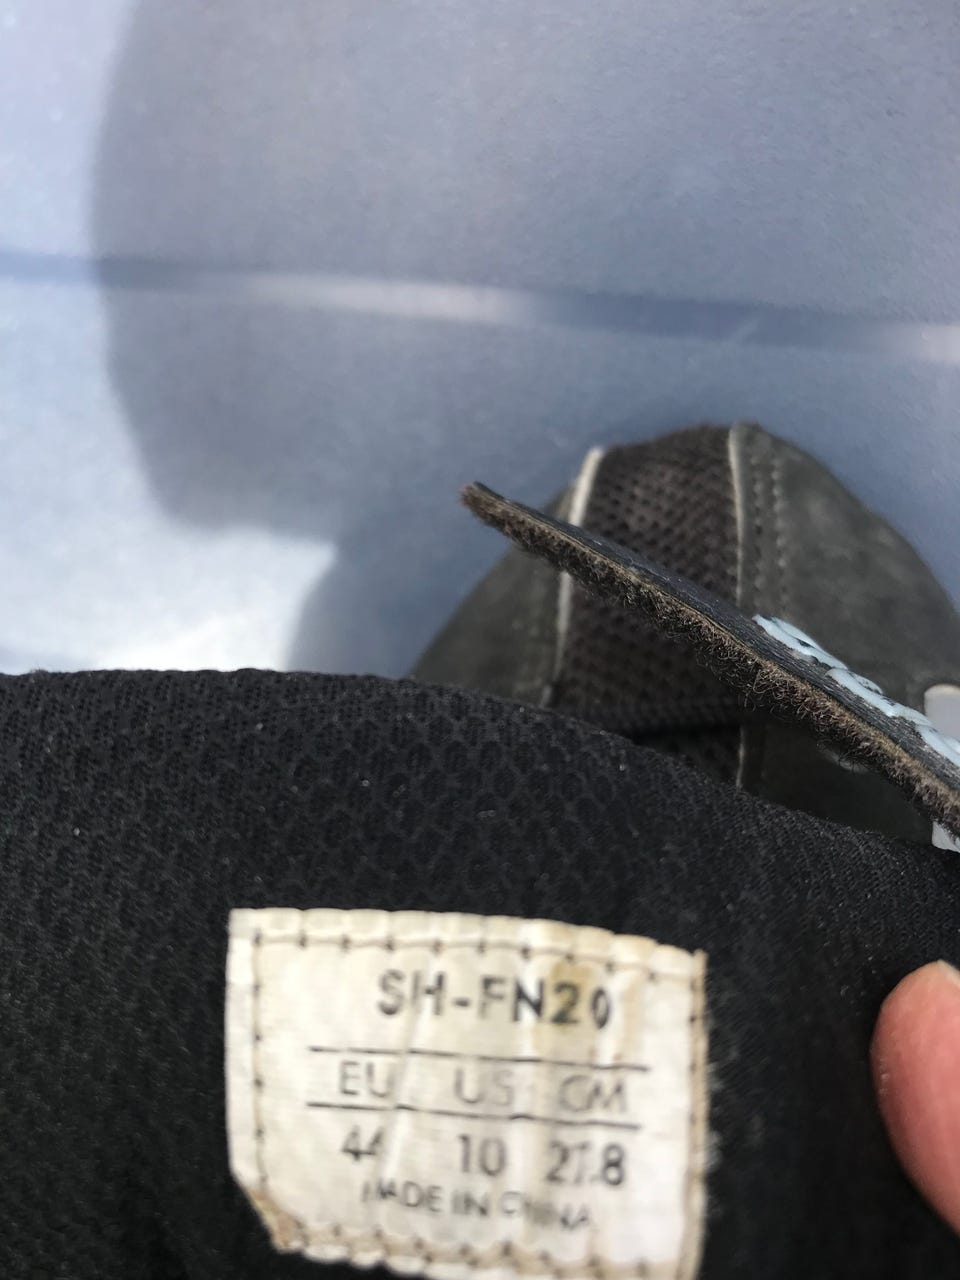 SH-FN20
EU US CM
44 10 27.8
MADE IN CHINA